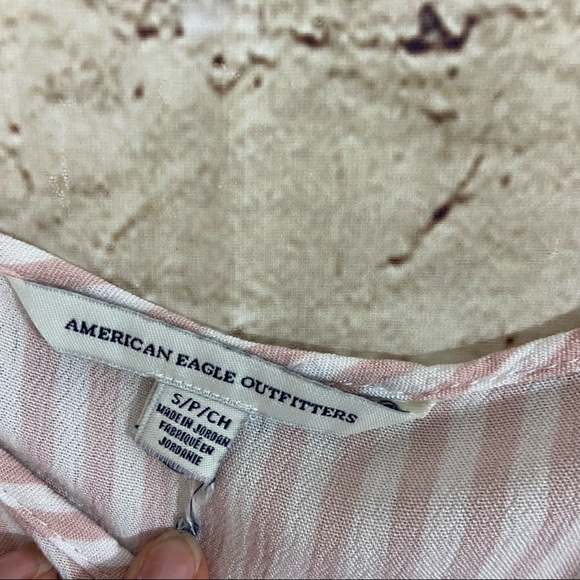 AMERICAN EAGLE OUTFITTERS
S/P/CH
MADE IN JORDAN
FABRIQUÉ EN
JORDANIE